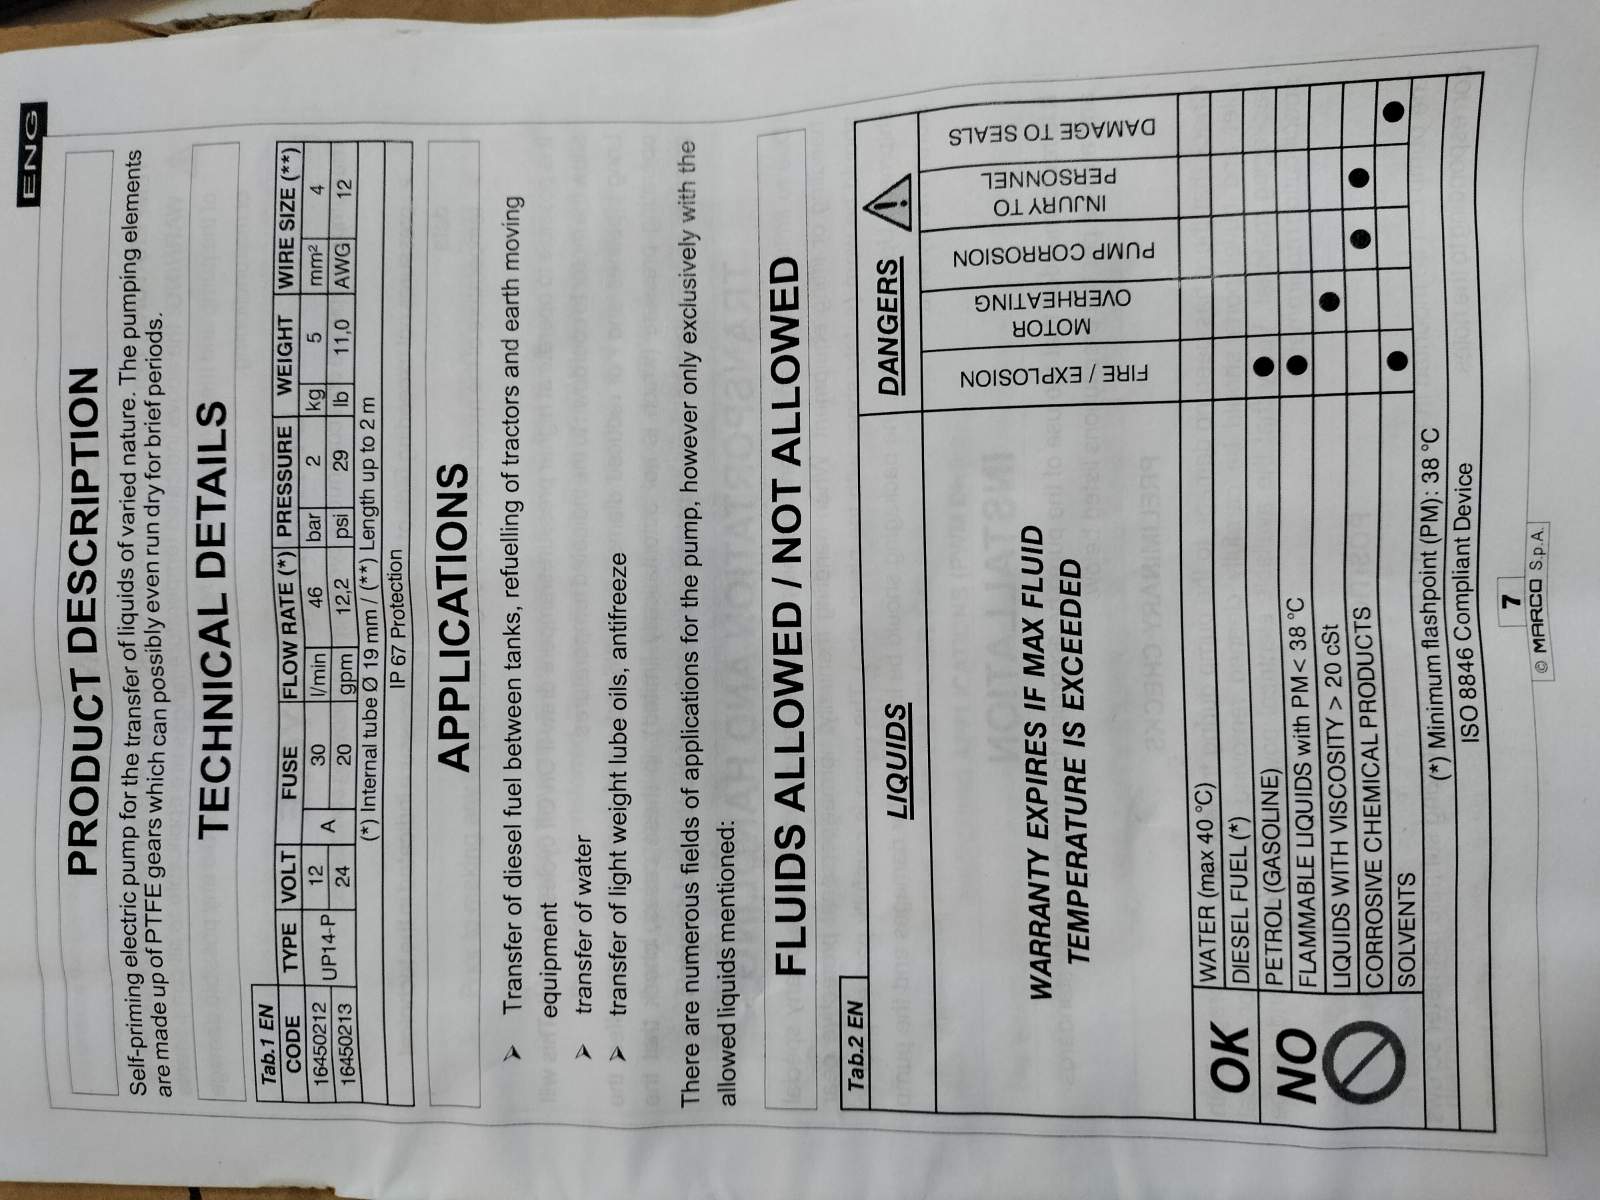 ENG
PRODUCT DESCRIPTION
Self-priming electric pump for the transfer of liquids of varied nature. The pumping elements
are made up of PTFE gears which can possibly even run dry for brief periods.
TECHNICAL DETAILS
Tab.1 EN
CODE TYPE VOLT FUSE FLOW RATE (*) PRESSURE WEIGHT WIRE SIZE (**)
16450212 UP14-P 12 A 30 l/min 46 bar 2 kg 5 mm² 4
16450213 24 20 gpm 12,2 psi 29 lb 11,0 AWG 12
(*) Internal tube Ø 19 mm / (**) Length up to 2 m
IP 67 Protection
APPLICATIONS
➤ Transfer of diesel fuel between tanks, refuelling of tractors and earth moving
equipment
➤ transfer of water
➤ transfer of light weight lube oils, antifreeze
There are numerous fields of applications for the pump, however only exclusively with the
allowed liquids mentioned:
FLUIDS ALLOWED / NOT ALLOWED
Tab.2 EN
LIQUIDS DANGERS
WARRANTY EXPIRES IF MAX FLUID
TEMPERATURE IS EXCEEDED
FIRE / EXPLOSION
MOTOR
OVERHEATING
PUMP CORROSION
INJURY TO
PERSONNEL
DAMAGE TO SEALS
OK WATER (max 40 °C)
DIESEL FUEL (*)
NO PETROL (GASOLINE) ●
FLAMMABLE LIQUIDS with PM < 38 °C ●
LIQUIDS WITH VISCOSITY > 20 cSt ●
CORROSIVE CHEMICAL PRODUCTS ● ●
SOLVENTS ● ●
(*) Minimum flashpoint (PM): 38 °C
ISO 8846 Compliant Device
7
© MARCO S.p.A.